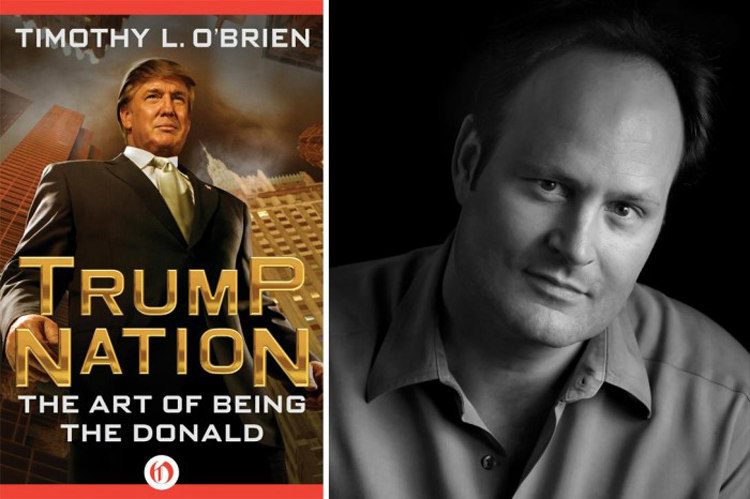 TIMOTHY L. O'BRIEN
TRUMP
NATION
THE ART OF BEING
THE DONALD